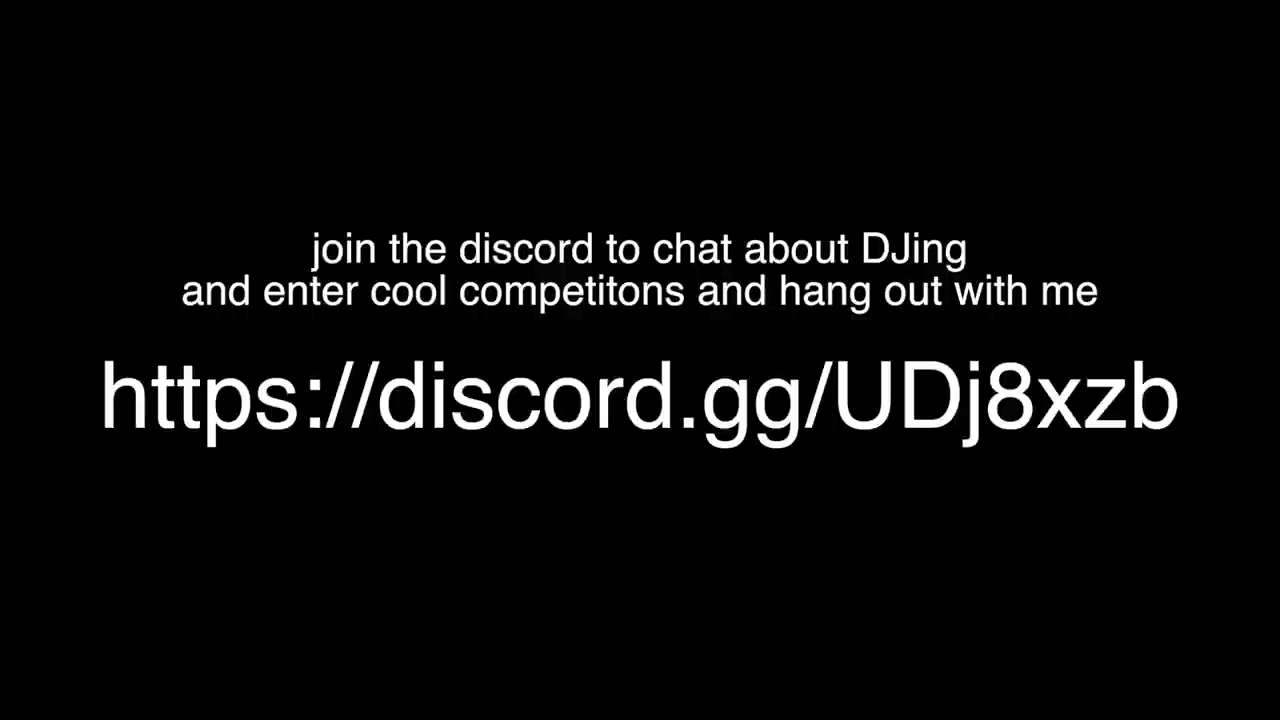 join the discord to chat about DJing
and enter cool competitons and hang out with me
https://discord.gg/UDj8xzb